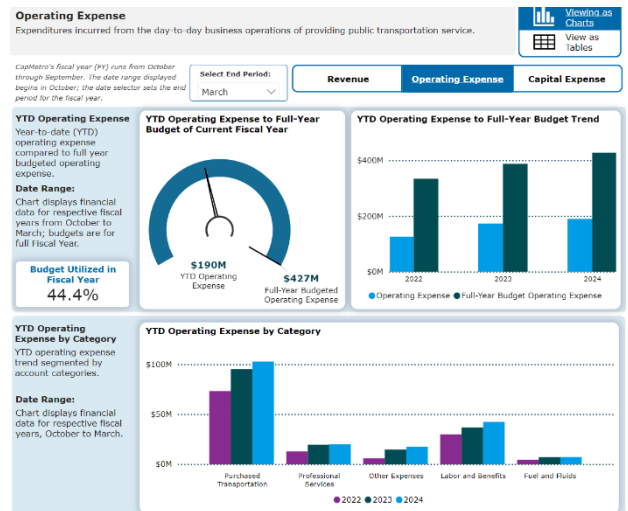 Operating Expense
Expenditures incurred from the day-to-day business operations of providing public transportation service.
Viewing as
Charts
View as
Tables
CapMetro's fiscal year (FY) runs from October
through September. The date range displayed
begins in October; the date selector sets the end
period for the fiscal year.
Select End Period:
March
Revenue
Operating Expense
Capital Expense
YTD Operating Expense
Year-to-date (YTD)
operating expense
compared to full year
budgeted operating
expense.
Date Range:
Chart displays financial
data for respective fiscal
years from October to
March; budgets are for
full Fiscal Year.
Budget Utilized in
Fiscal Year
44.4%
YTD Operating Expense to Full-Year
Budget of Current Fiscal Year
$190M
YTD Operating
Expense
$427M
Full-Year Budgeted
Operating Expense
YTD Operating Expense to Full-Year Budget Trend
$400M
$200M
$0M
2022
2023
2024
Operating Expense
Full-Year Budget Operating Expense
YTD Operating
Expense by Category
YTD operating expense
trend segmented by
account categories.
Date Range:
Chart displays financial
data for respective fiscal
years, October to March.
YTD Operating Expense by Category
$100M
$50M
$0M
Purchased
Transportation
Professional
Services
Other Expenses
Labor and Benefits
Fuel and Fluids
2022
2023
2024